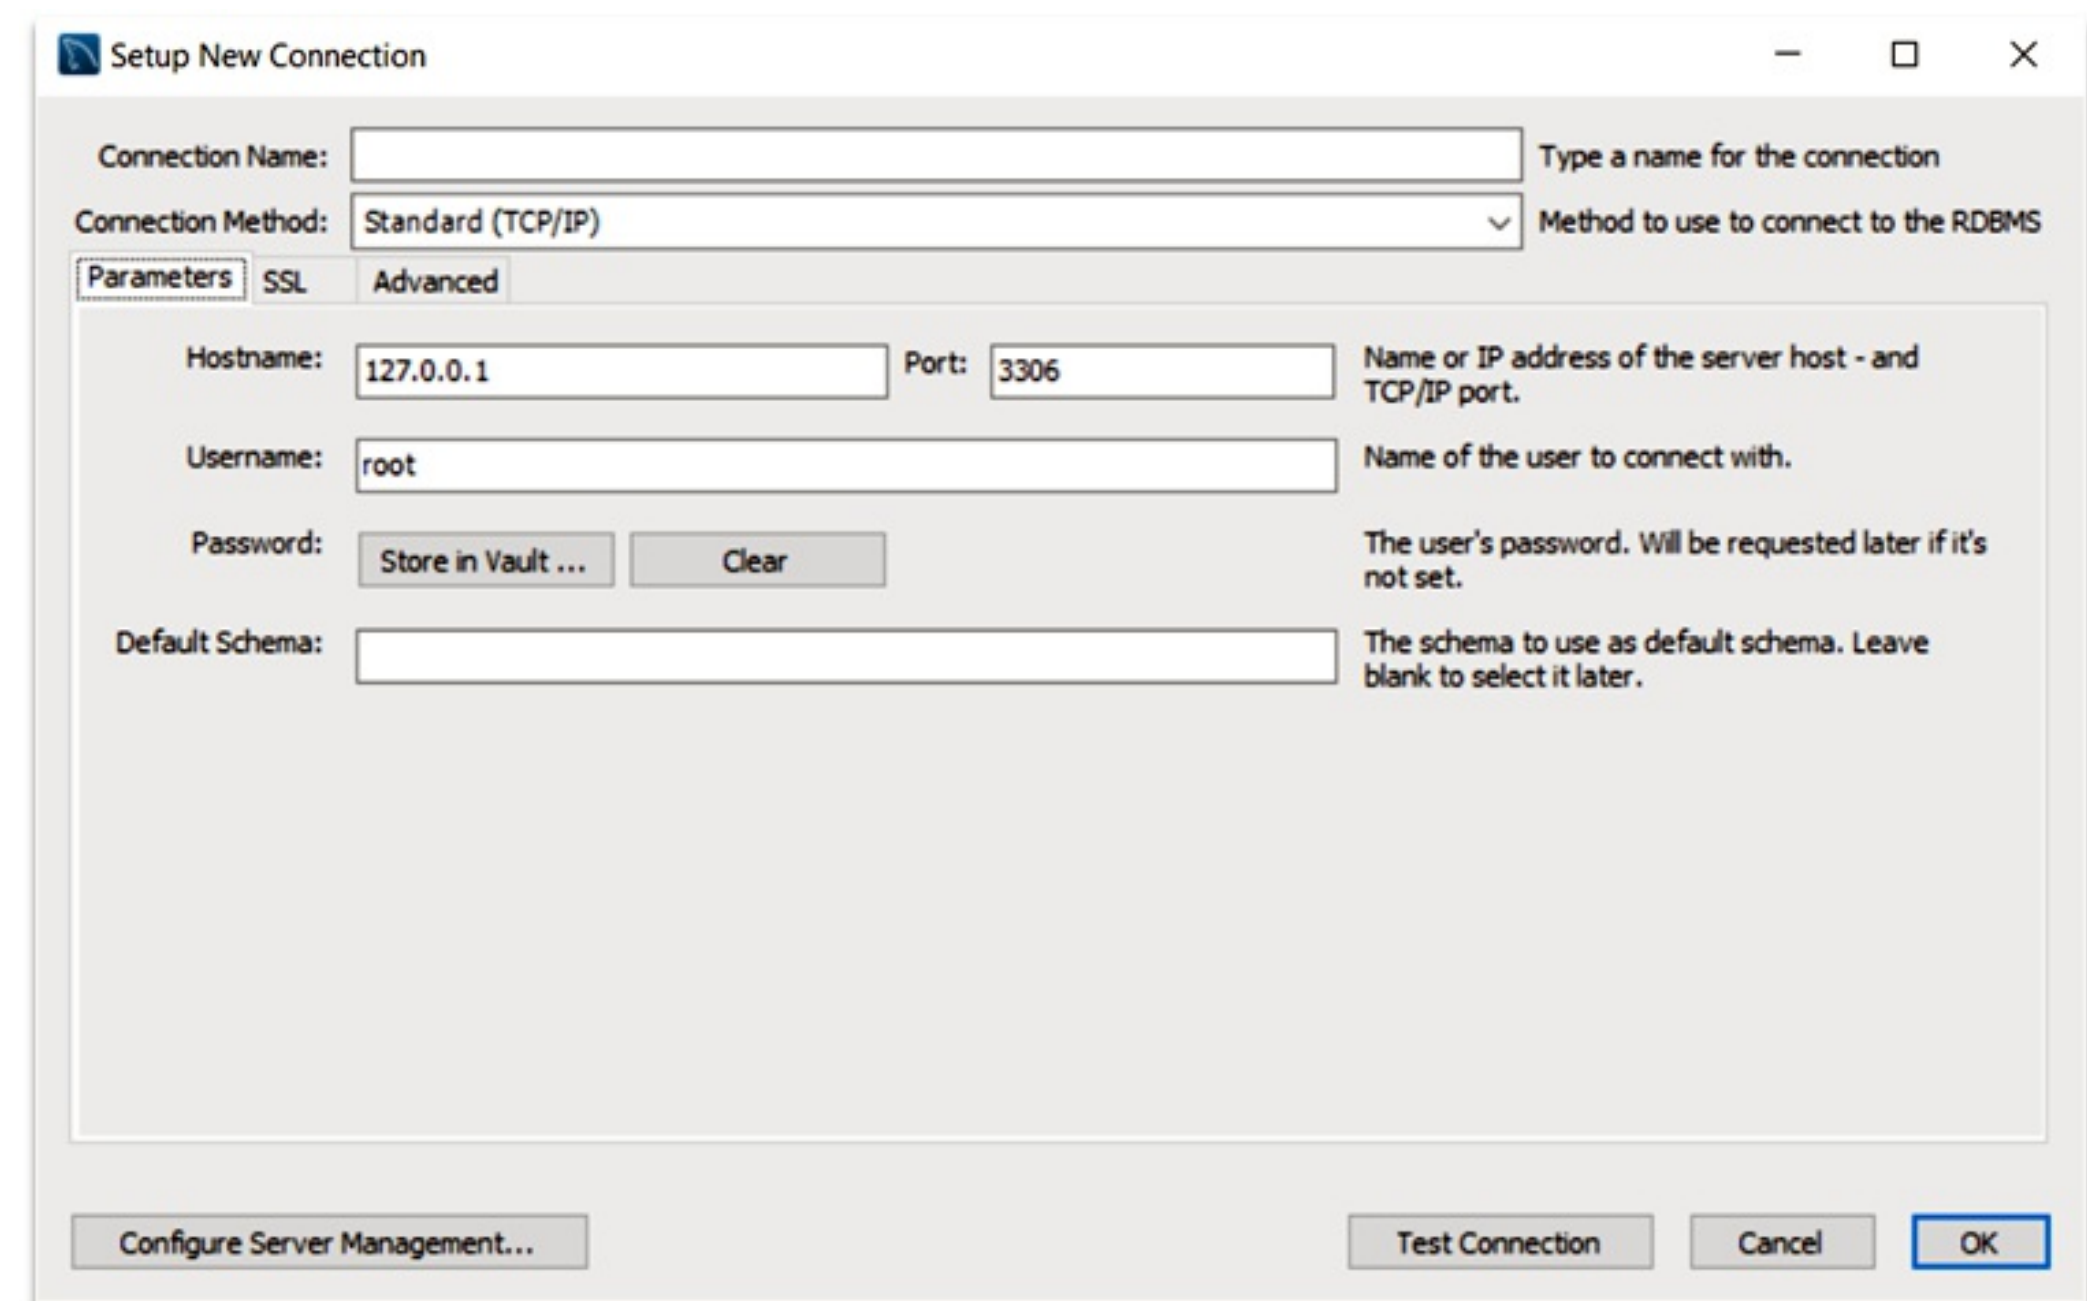 Setup New Connection
Connection Name: Type a name for the connection
Connection Method: Standard (TCP/IP) Method to use to connect to the RDBMS
Parameters SSL Advanced
Hostname: 127.0.0.1 Port: 3306 Name or IP address of the server host - and
TCP/IP port.
Username: root Name of the user to connect with.
Password: Store in Vault ... Clear The user's password. Will be requested later if it's
not set.
Default Schema: The schema to use as default schema. Leave
blank to select it later.
Configure Server Management... Test Connection Cancel OK